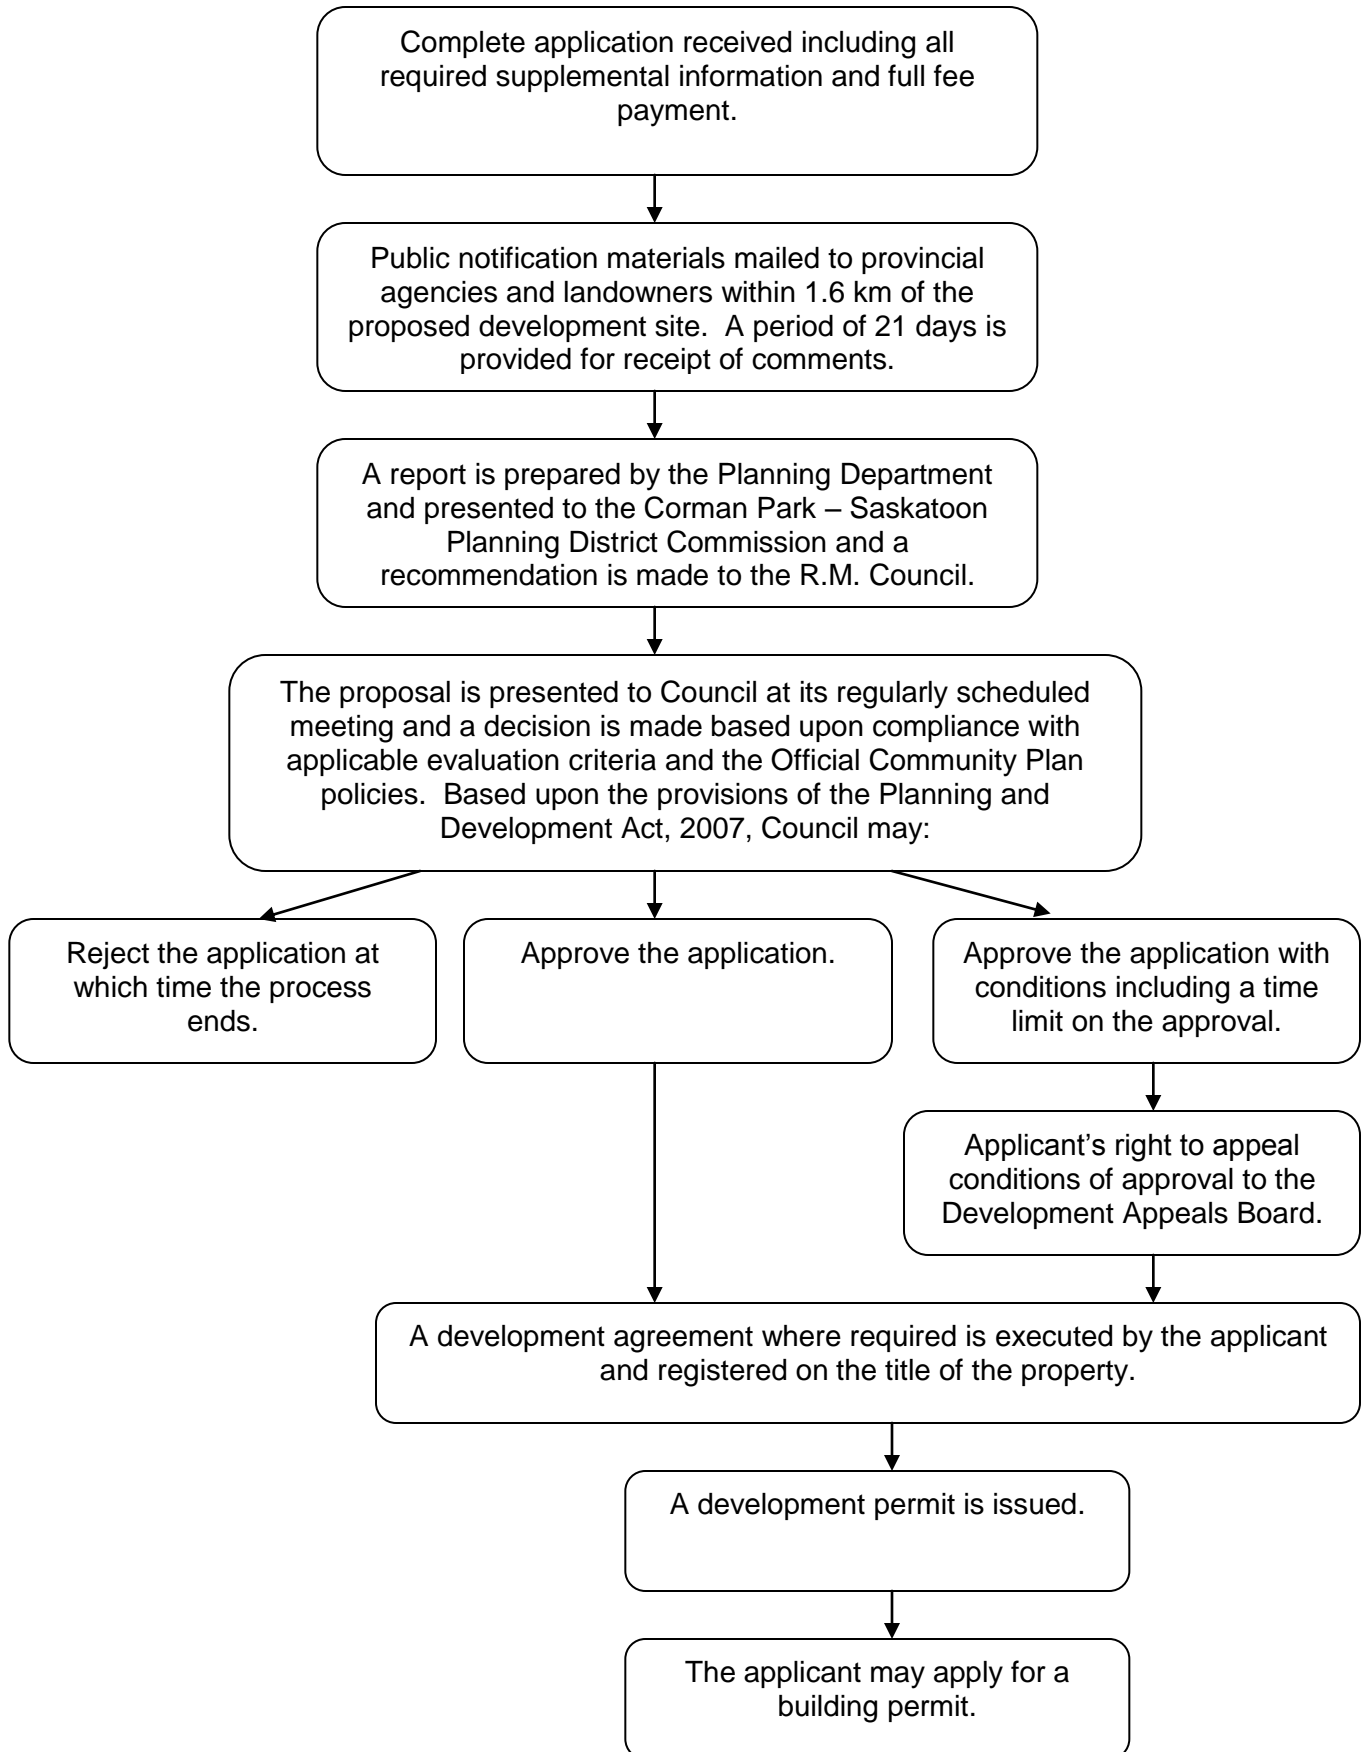 Complete application received including all
required supplemental information and full fee
payment.
Public notification materials mailed to provincial
agencies and landowners within 1.6 km of the
proposed development site.  A period of 21 days is
provided for receipt of comments.
A report is prepared by the Planning Department
and presented to the Corman Park – Saskatoon
Planning District Commission and a
recommendation is made to the R.M. Council.
The proposal is presented to Council at its regularly scheduled
meeting and a decision is made based upon compliance with
applicable evaluation criteria and the Official Community Plan
policies.  Based upon the provisions of the Planning and
Development Act, 2007, Council may:
Reject the application at
which time the process
ends.
Approve the application.
Approve the application with
conditions including a time
limit on the approval.
Applicant’s right to appeal
conditions of approval to the
Development Appeals Board.
A development agreement where required is executed by the applicant
and registered on the title of the property.
A development permit is issued.
The applicant may apply for a
building permit.